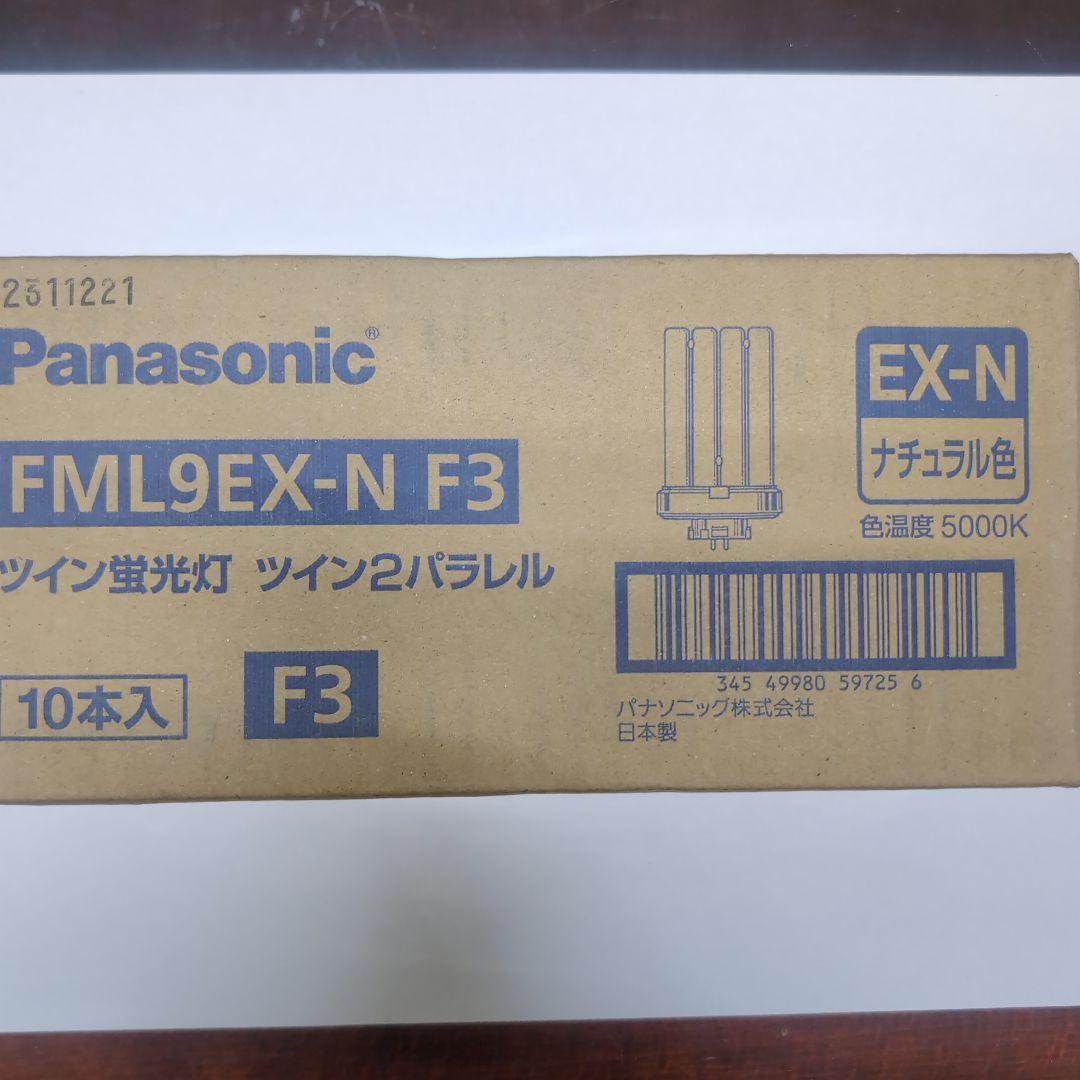 2311221
Panasonic®
FML9EX-N F3
ツイン蛍光灯 ツイン2パラレル
10本入
F3
EX-N
ナチュラル色
色温度 5000K
345 49980 59725 6
パナソニック株式会社
日本製